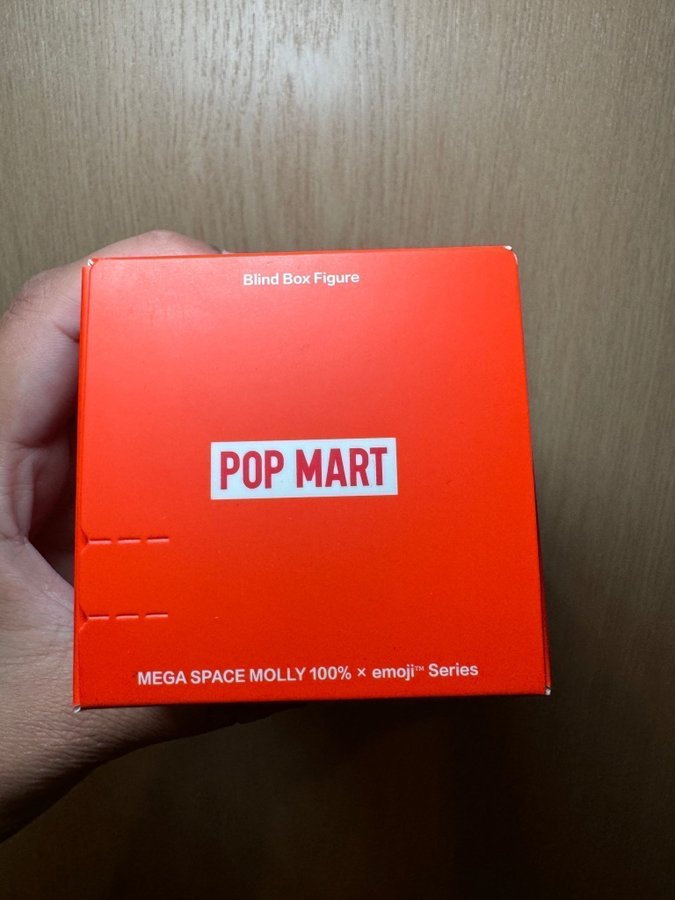 Blind Box Figure
POP MART
MEGA SPACE MOLLY 100% × emoji™ Series